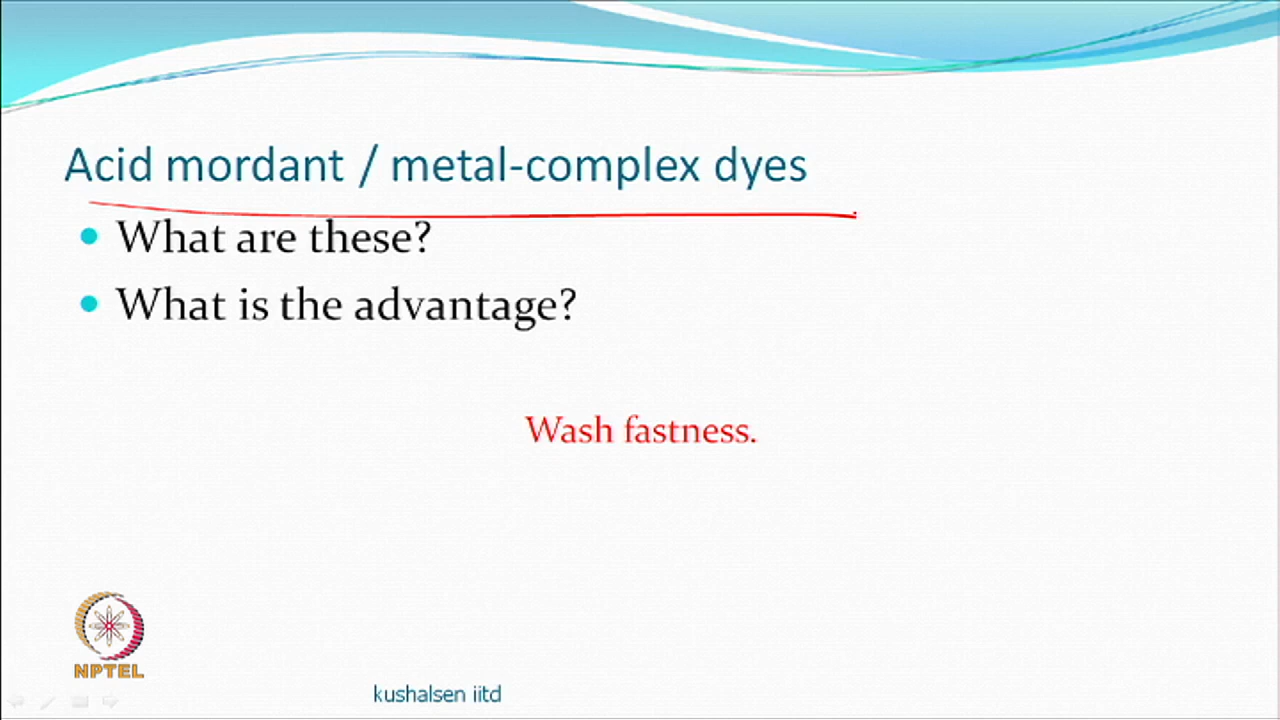 Acid mordant / metal-complex dyes
What are these?
What is the advantage?
Wash fastness.
NPTEL
kushalsen iitd